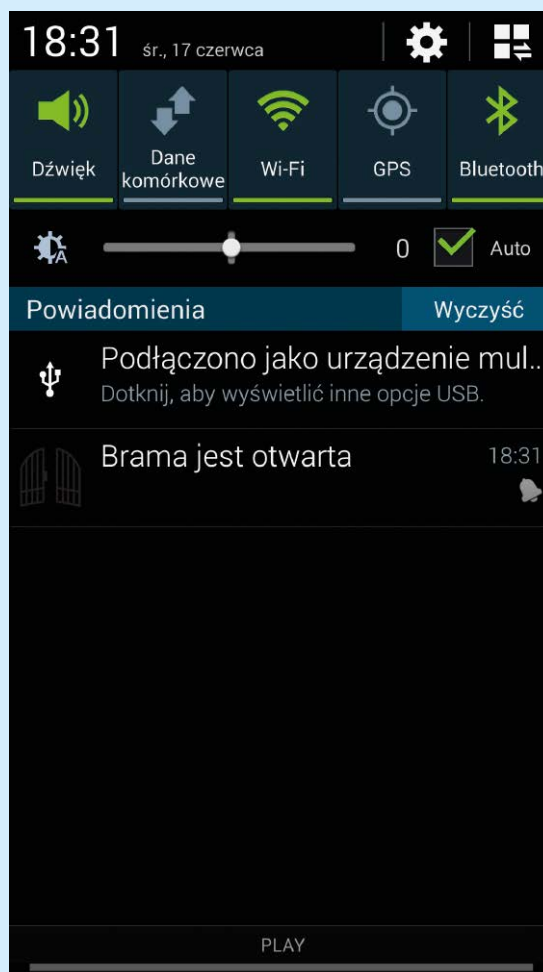 18:31 śr., 17 czerwca
Dźwięk
Dane
komórkowe
Wi-Fi
GPS
Bluetooth
A
0
Auto
Powiadomienia
Wyczyść
Podłączono jako urządzenie mul..
Dotknij, aby wyświetlić inne opcje USB.
Brama jest otwarta
18:31
PLAY